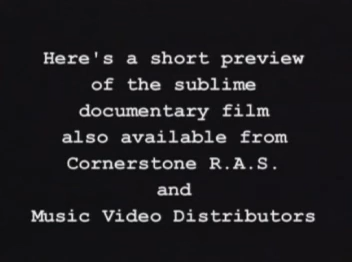 Here's a short preview
of the sublime
documentary film
also available from
Cornerstone R.A.S.
and
Music Video Distributors